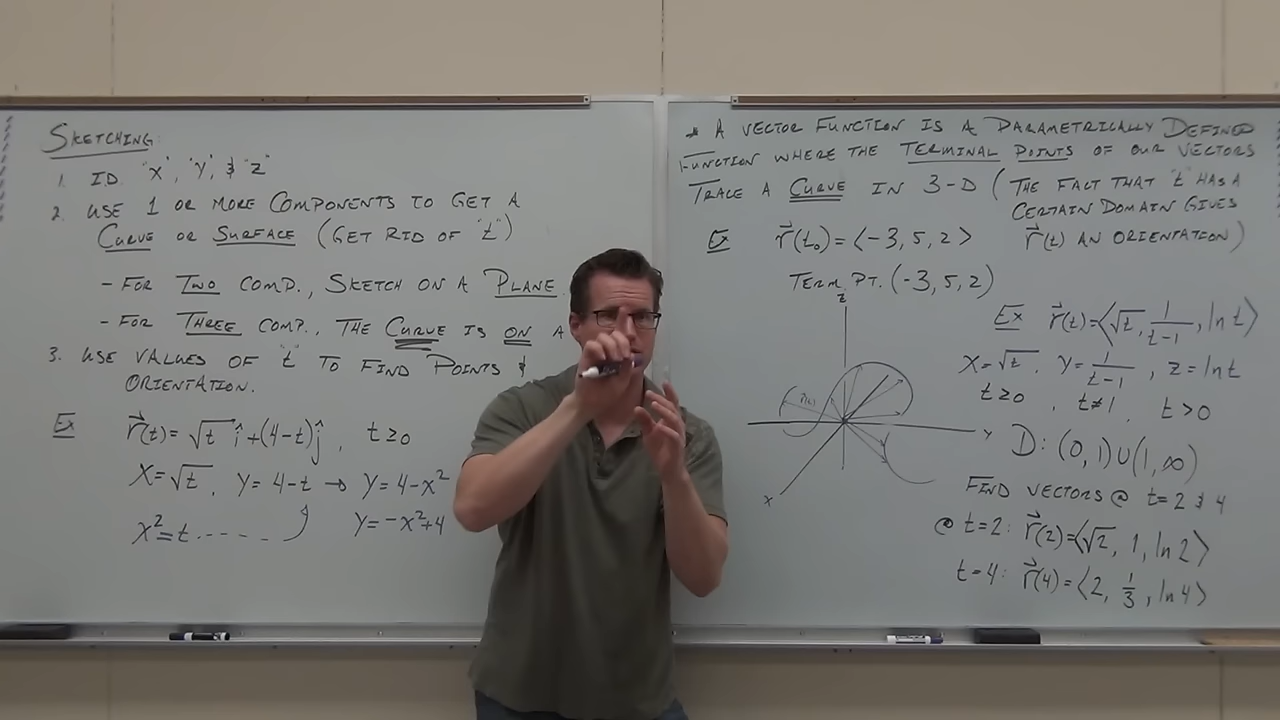 SKETCHING:
1. ID "x", "y", & "z"
2. USE 1 OR MORE COMPONENTS TO GET A
CURVE OR SURFACE (GET RID OF "t")
- FOR TWO COMP., SKETCH ON A PLANE
- FOR THREE COMP., THE CURVE IS ON A
3. USE VALUES OF "t" TO FIND POINTS &
ORIENTATION.
EX r⃗(t) = √t î + (4-t)ĵ, t ≥ 0
x = √t, y = 4-t → y = 4-x²
x² = t y = -x²+4
* A VECTOR FUNCTION IS A PARAMETRICALLY DEFINED
FUNCTION WHERE THE TERMINAL POINTS OF OUR VECTORS
TRACE A CURVE IN 3-D (THE FACT THAT "t" HAS A
CERTAIN DOMAIN GIVES
r⃗(t) AN ORIENTATION)
EX r⃗(t₀) = ⟨-3, 5, 2⟩
TERM. PT. (-3, 5, 2)
z
y
x
r⃗(t)
EX r⃗(t) = ⟨√t, 1/(t-1), ln t⟩
x = √t y = 1/(t-1), z = ln t
t ≥ 0, t ≠ 1, t > 0
D: (0, 1) ∪ (1, ∞)
FIND VECTORS @ t = 2 & 4
@ t = 2: r⃗(2) = ⟨√2, 1, ln 2⟩
t = 4: r⃗(4) = ⟨2, 1/3, ln 4⟩